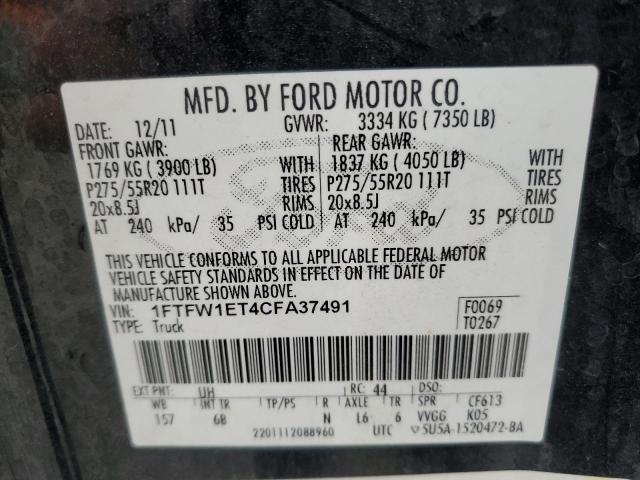 MFD. BY FORD MOTOR CO.
DATE: 12/11 GVWR: 3334 KG ( 7350 LB)
FRONT GAWR: REAR GAWR:
1769 KG ( 3900 LB) WITH 1837 KG ( 4050 LB) WITH
P275/55R20 111T TIRES P275/55R20 111T TIRES
20x8.5J RIMS 20x8.5J RIMS
AT 240 kPa/ 35 PSI COLD AT 240 kPa/ 35 PSI COLD
THIS VEHICLE CONFORMS TO ALL APPLICABLE FEDERAL MOTOR
VEHICLE SAFETY STANDARDS IN EFFECT ON THE DATE OF
MANUFACTURE SHOWN ABOVE.
VIN: 1FTFW1ET4CFA37491 F0069
TYPE: Truck T0267
EXT PNT: UH RC: 44 DSO:
WB INT TR TP/PS R AXLE TR SPR CF613
157 6B N L6 6 VVGG K05
2201112088960 UTC ▽5U5A-1520472-BA